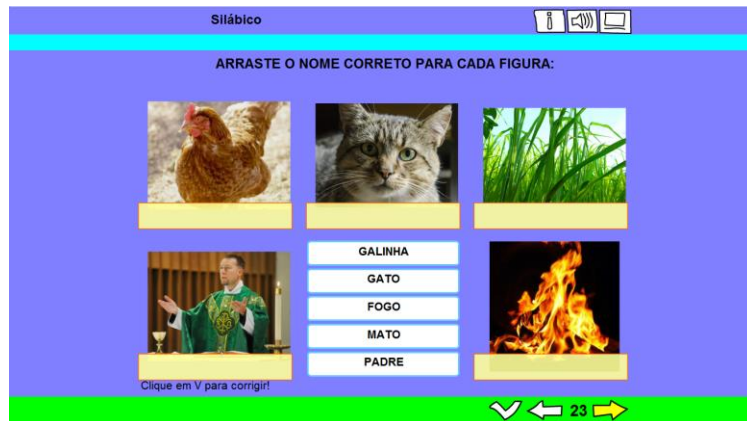 Silábico
ARRASTE O NOME CORRETO PARA CADA FIGURA:
GALINHA
GATO
FOGO
MATO
PADRE
Clique em V para corrigir!
23